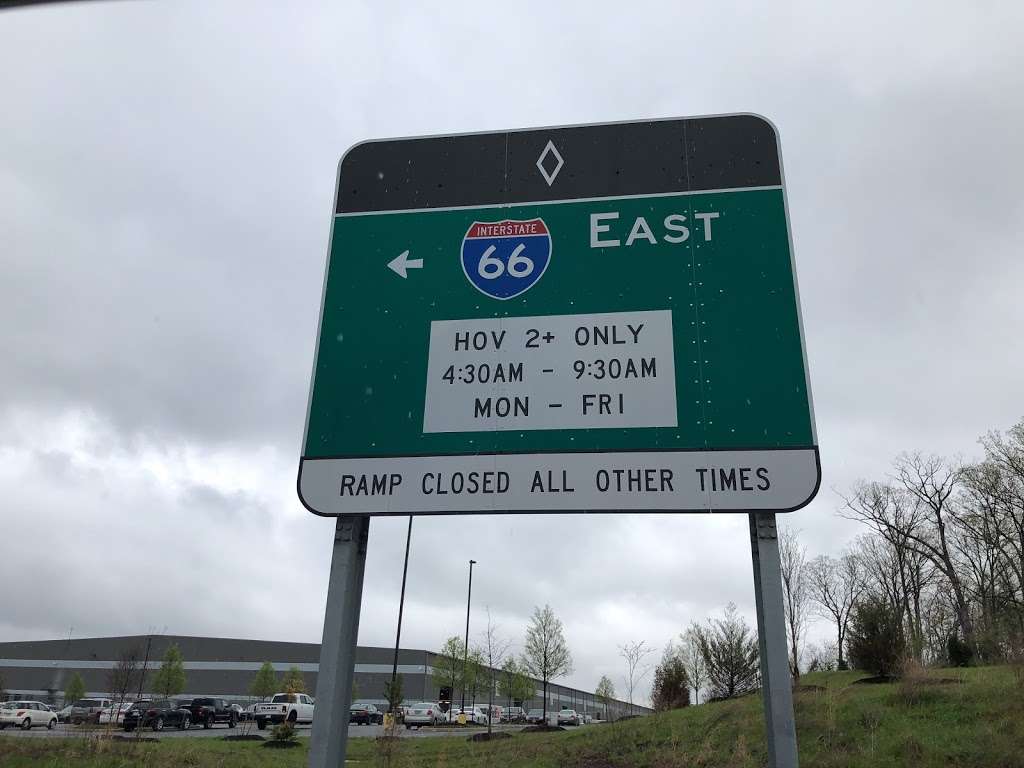 EAST
INTERSTATE
66
HOV 2+ ONLY
4:30AM - 9:30AM
MON - FRI
RAMP CLOSED ALL OTHER TIMES